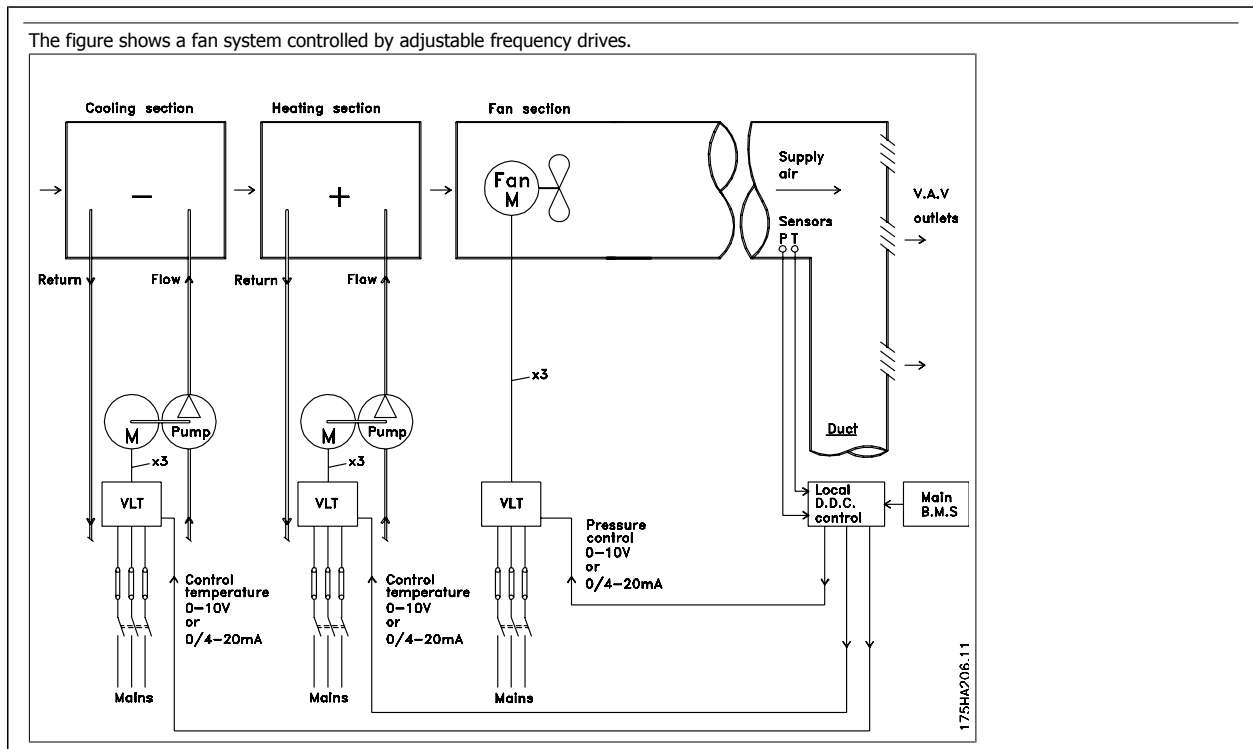 The figure shows a fan system controlled by adjustable frequency drives.
Cooling section
Heating section
Fan section
−
+
Fan
M
Supply
air
Sensors
P T
V.A.V
outlets
Return
Flow
Return
Flow
x3
M
Pump
M
Pump
Duct
x3
x3
VLT
VLT
VLT
Local
D.D.C.
control
Main
B.M.S
Pressure
control
0−10V
or
0/4−20mA
Control
temperature
0−10V
or
0/4−20mA
Control
temperature
0−10V
or
0/4−20mA
Mains
Mains
Mains
175HA206.11